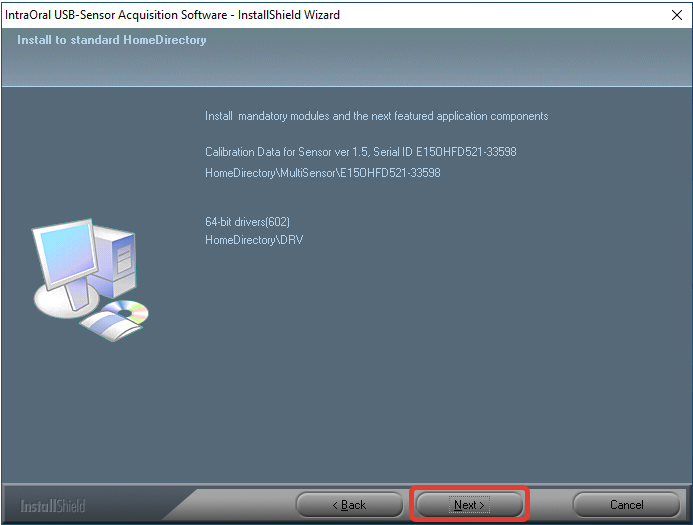 IntraOral USB-Sensor Acquisition Software - InstallShield Wizard
Install to standard HomeDirectory
Install mandatory modules and the next featured application components
Calibration Data for Sensor ver 1.5, Serial ID E15OHFD521-33598
HomeDirectory\MultiSensor\E15OHFD521-33598
64-bit drivers(602)
HomeDirectory\DRV
InstallShield
< Back
Next >
Cancel